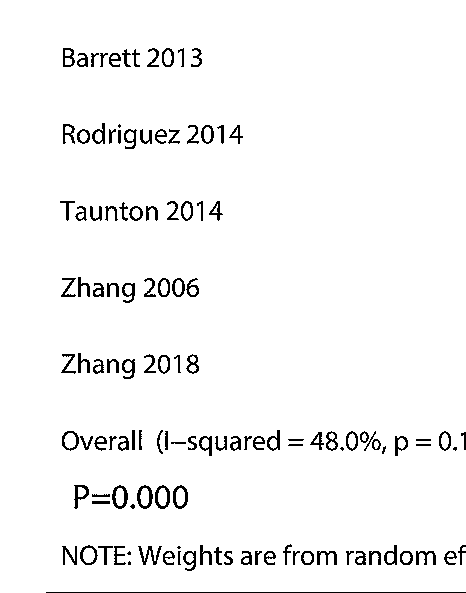 Barrett 2013
Rodriguez 2014
Taunton 2014
Zhang 2006
Zhang 2018
Overall (I−squared = 48.0%, p = 0.1
P=0.000
NOTE: Weights are from random ef